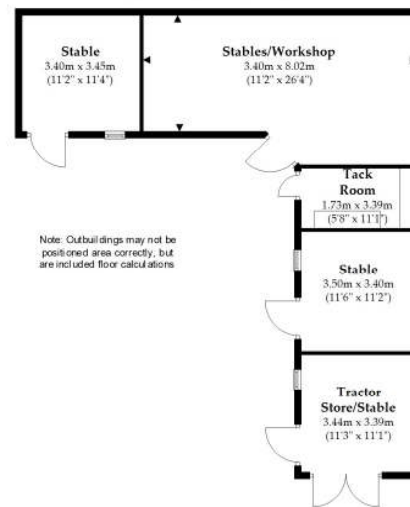 Stable
3.40m x 3.45m
(11'2" x 11'4")
Stables/Workshop
3.40m x 8.02m
(11'2" x 26'4")
Tack
Room
1.73m x 3.39m
(5'8" x 11'1")
Note: Outbuildings may not be
positioned area correctly, but
are included floor calculations
Stable
3.50m x 3.40m
(11'6" x 11'2")
Tractor
Store/Stable
3.44m x 3.39m
(11'3" x 11'1")